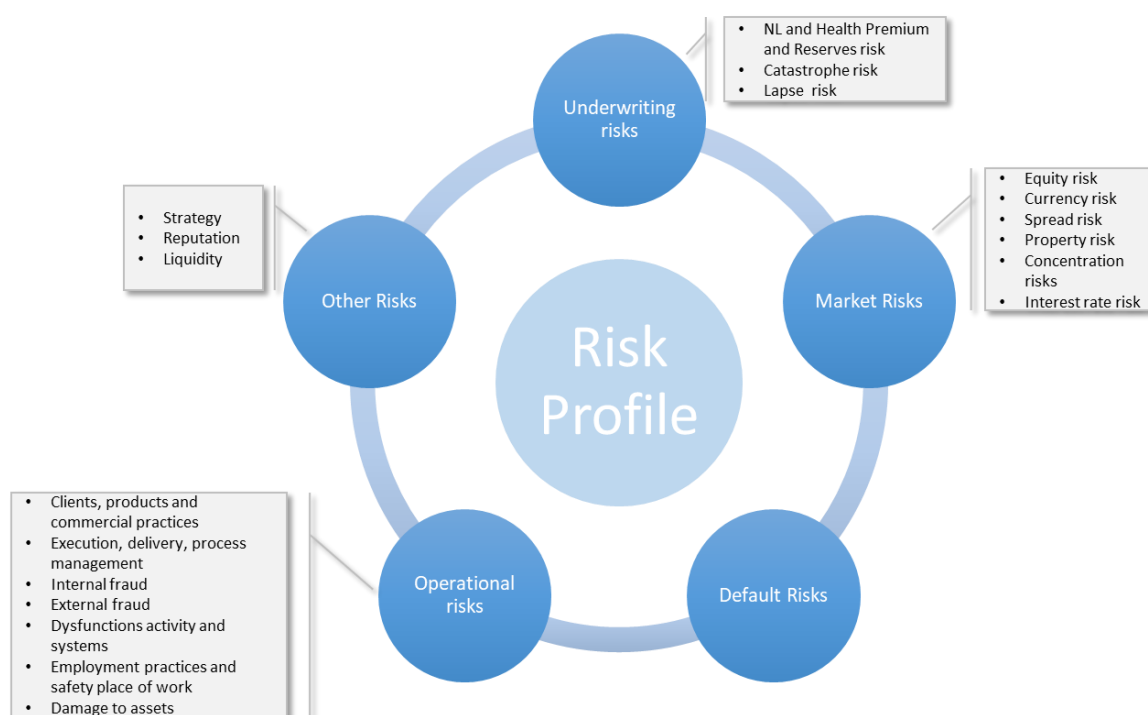 • NL and Health Premium
and Reserves risk
• Catastrophe risk
• Lapse risk
Underwriting
risks
• Equity risk
• Currency risk
• Spread risk
• Property risk
• Concentration
risks
• Interest rate risk
Market Risks
• Strategy
• Reputation
• Liquidity
Other Risks
Risk
Profile
• Clients, products and
commercial practices
• Execution, delivery, process
management
• Internal fraud
• External fraud
• Dysfunctions activity and
systems
• Employment practices and
safety place of work
• Damage to assets
Operational
risks
Default Risks